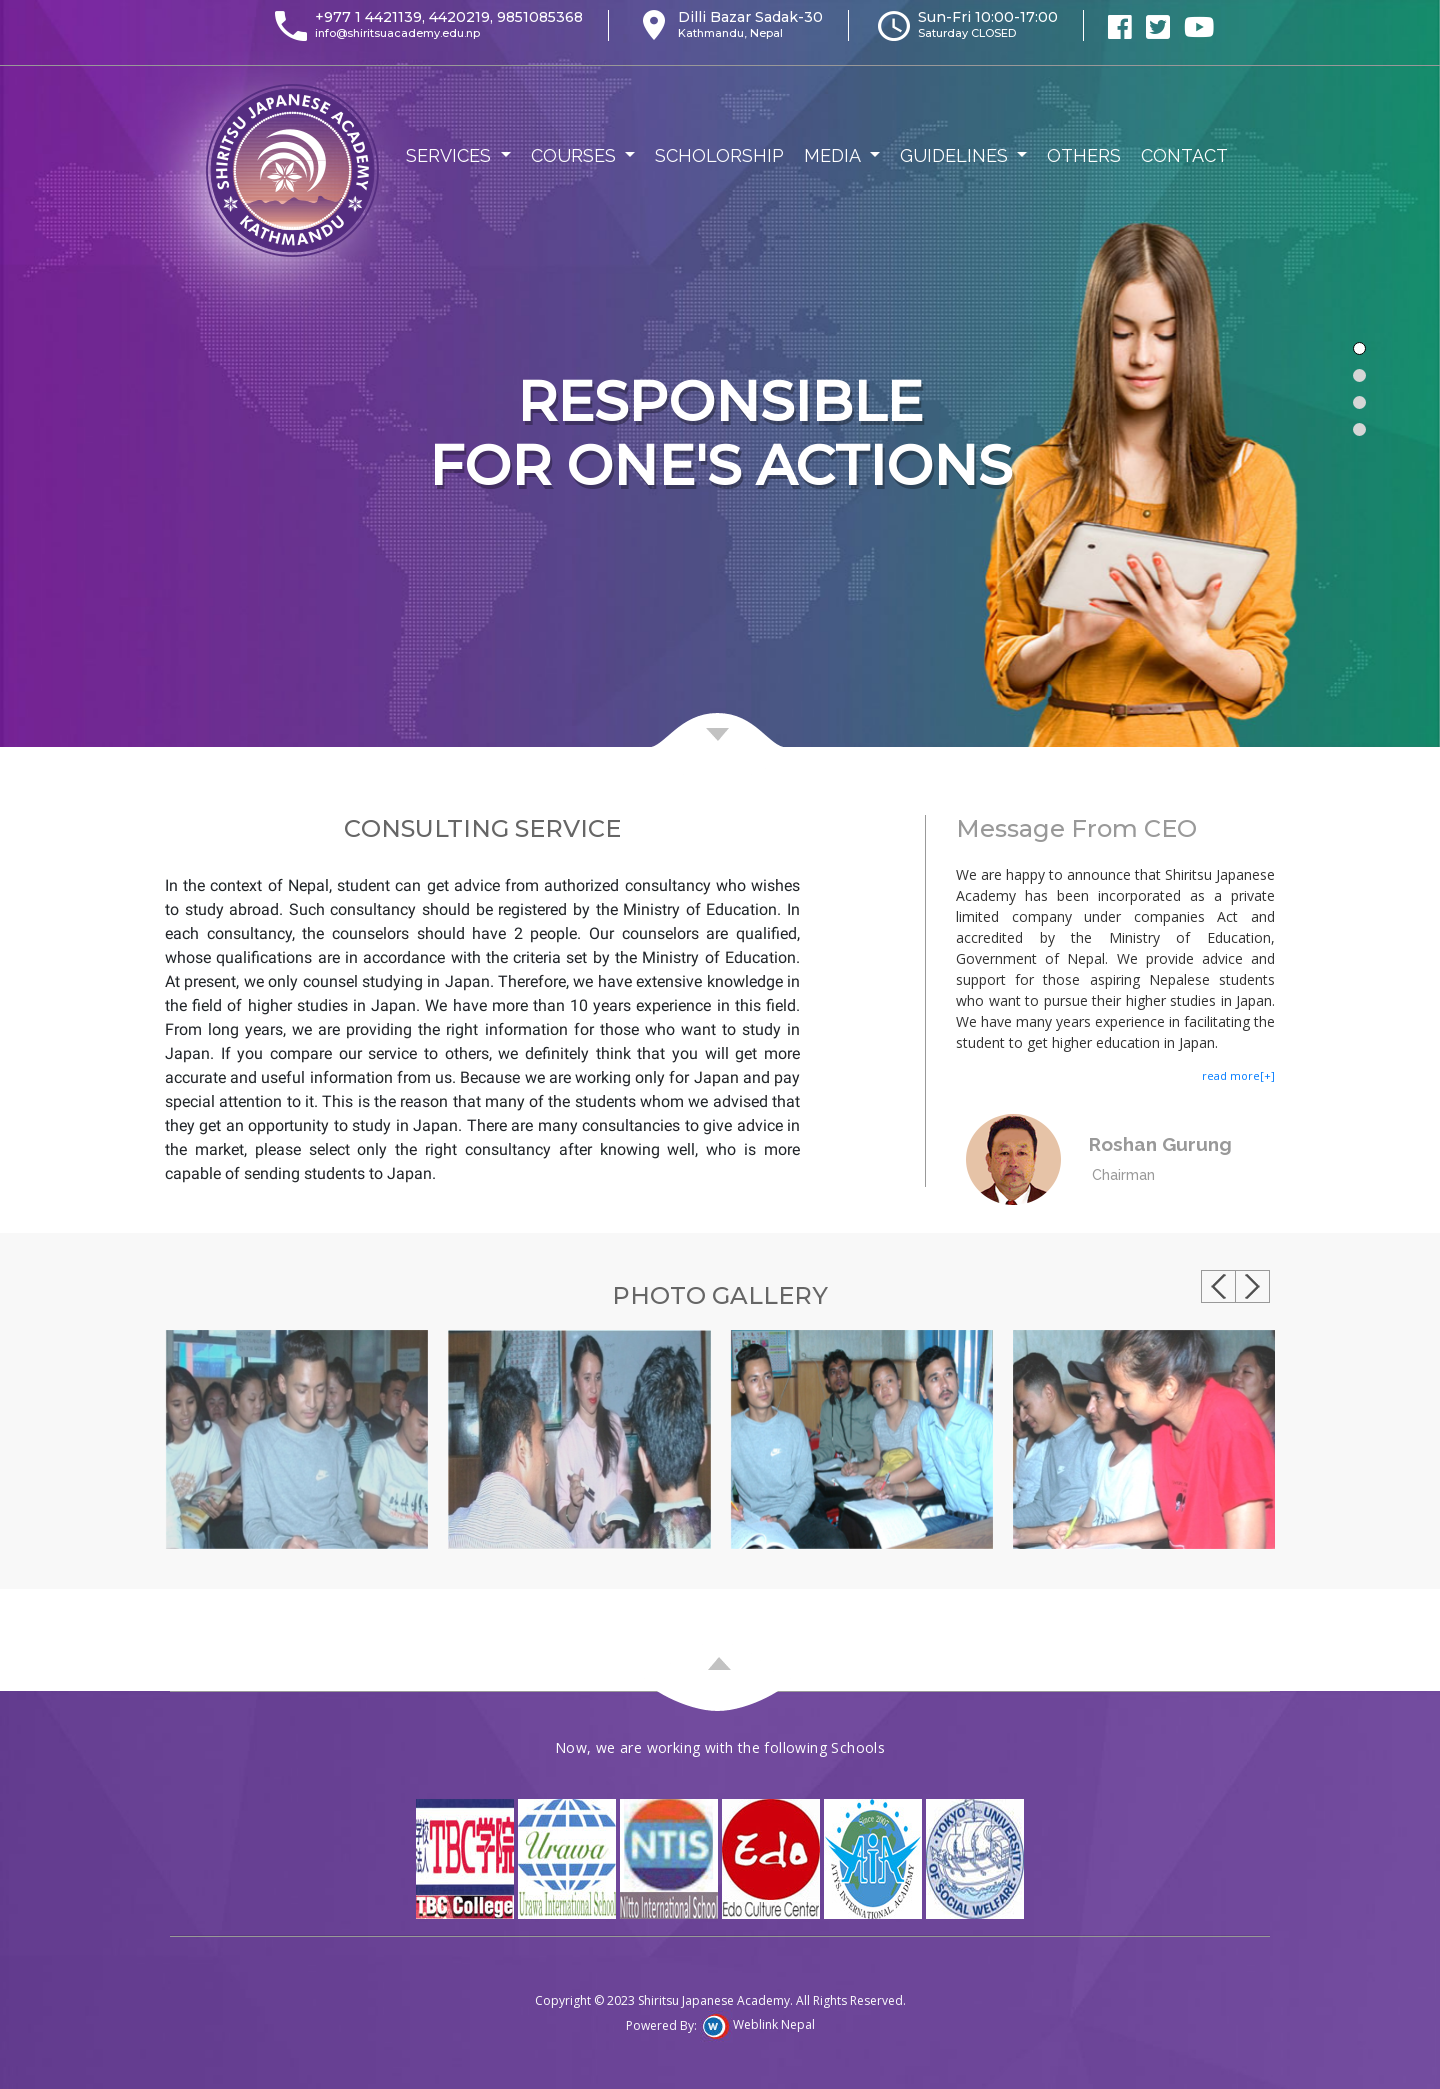 +977 1 4421139, 4420219, 9851085368
info@shiritsuacademy.edu.np
Dilli Bazar Sadak-30
Kathmandu, Nepal
Sun-Fri 10:00-17:00
Saturday CLOSED
SHIRITSU JAPANESE ACADEMY
KATHMANDU
SERVICES
COURSES
SCHOLORSHIP
MEDIA
GUIDELINES
OTHERS
CONTACT
RESPONSIBLE
FOR ONE'S ACTIONS
CONSULTING SERVICE
In the context of Nepal, student can get advice from authorized consultancy who wishes
to study abroad. Such consultancy should be registered by the Ministry of Education. In
each consultancy, the counselors should have 2 people. Our counselors are qualified,
whose qualifications are in accordance with the criteria set by the Ministry of Education.
At present, we only counsel studying in Japan. Therefore, we have extensive knowledge in
the field of higher studies in Japan. We have more than 10 years experience in this field.
From long years, we are providing the right information for those who want to study in
Japan. If you compare our service to others, we definitely think that you will get more
accurate and useful information from us. Because we are working only for Japan and pay
special attention to it. This is the reason that many of the students whom we advised that
they get an opportunity to study in Japan. There are many consultancies to give advice in
the market, please select only the right consultancy after knowing well, who is more
capable of sending students to Japan.
Message From CEO
We are happy to announce that Shiritsu Japanese
Academy has been incorporated as a private
limited company under companies Act and
accredited by the Ministry of Education,
Government of Nepal. We provide advice and
support for those aspiring Nepalese students
who want to pursue their higher studies in Japan.
We have many years experience in facilitating the
student to get higher education in Japan.
read more[+]
Roshan Gurung
Chairman
PHOTO GALLERY
Now, we are working with the following Schools
TBC学院
TBC College
Urawa
Urawa International School
NTIS
Nitto International School
Edo
Edo Culture Center
Since 2007
AIA
ATYS. INTERNATIONAL ACADEMY
TOKYO UNIVERSITY
OF SOCIAL WELFARE
Copyright © 2023 Shiritsu Japanese Academy. All Rights Reserved.
Powered By: W Weblink Nepal